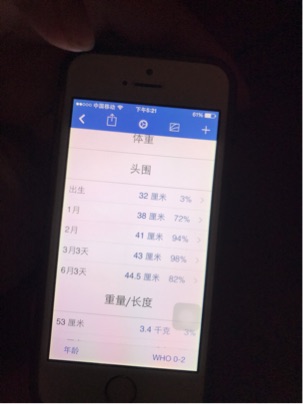 中国移动 下午6:21 81%
体重
头围
出生 32 厘米 3%
1月 38 厘米 72%
2月 41 厘米 94%
3月3天 43 厘米 98%
6月3天 44.5 厘米 82%
重量/长度
53 厘米 3.4 千克 3%
年龄 WHO 0-2